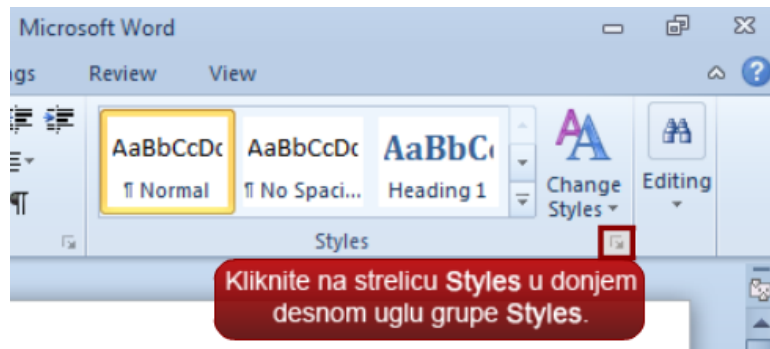 Microsoft Word
ngs Review View
AaBbCcDc AaBbCcDc AaBbC
¶ Normal ¶ No Spaci... Heading 1
Change
Styles
Editing
Styles
Kliknite na strelicu Styles u donjem
desnom uglu grupe Styles.